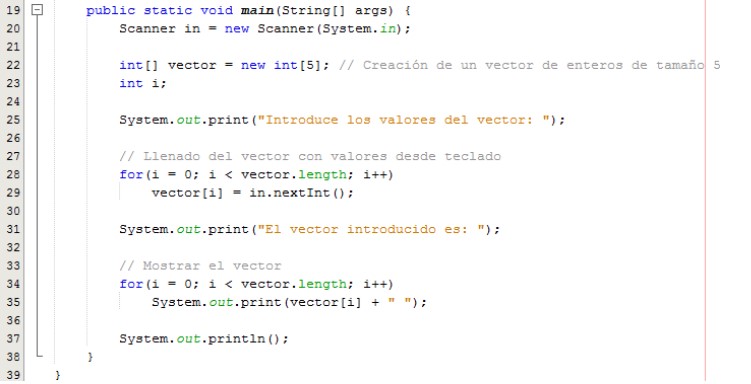 19 public static void main(String[] args) {
20 Scanner in = new Scanner(System.in);
21
22 int[] vector = new int[5]; // Creación de un vector de enteros de tamaño 5
23 int i;
24
25 System.out.print("Introduce los valores del vector: ");
26
27 // Llenado del vector con valores desde teclado
28 for(i = 0; i < vector.length; i++)
29 vector[i] = in.nextInt();
30
31 System.out.print("El vector introducido es: ");
32
33 // Mostrar el vector
34 for(i = 0; i < vector.length; i++)
35 System.out.print(vector[i] + " ");
36
37 System.out.println();
38 }
39 }